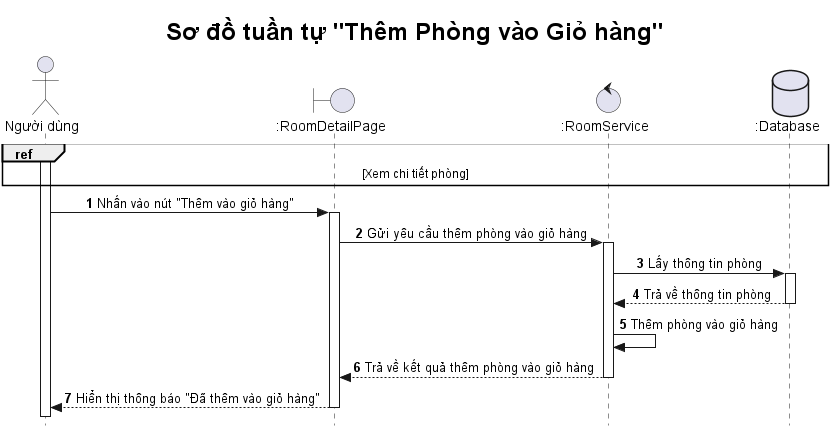 Sơ đồ tuần tự "Thêm Phòng vào Giỏ hàng"
Người dùng
:RoomDetailPage
:RoomService
:Database
ref
[Xem chi tiết phòng]
1 Nhấn vào nút "Thêm vào giỏ hàng"
2 Gửi yêu cầu thêm phòng vào giỏ hàng
3 Lấy thông tin phòng
4 Trả về thông tin phòng
5 Thêm phòng vào giỏ hàng
6 Trả về kết quả thêm phòng vào giỏ hàng
7 Hiển thị thông báo "Đã thêm vào giỏ hàng"